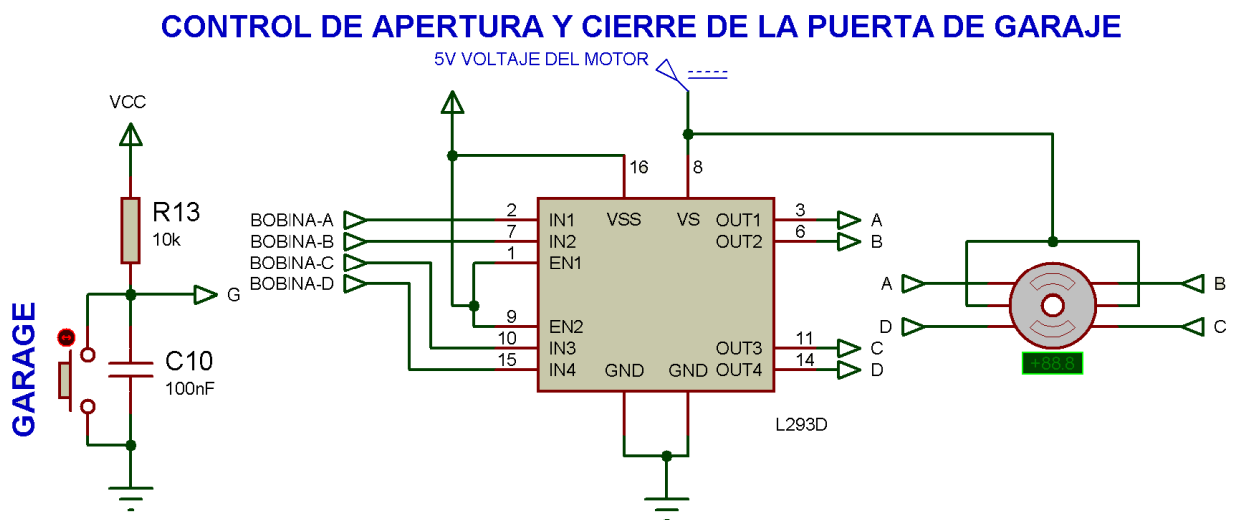 CONTROL DE APERTURA Y CIERRE DE LA PUERTA DE GARAJE
5V VOLTAJE DEL MOTOR
VCC
R13
10k
G
GARAGE
C10
100nF
BOBINA-A
BOBINA-B
BOBINA-C
BOBINA-D
16
8
2
7
1
9
10
15
IN1
IN2
EN1
EN2
IN3
IN4
VSS
VS
GND
GND
OUT1
OUT2
OUT3
OUT4
3
6
11
14
A
B
C
D
L293D
A
D
B
C
+88.8